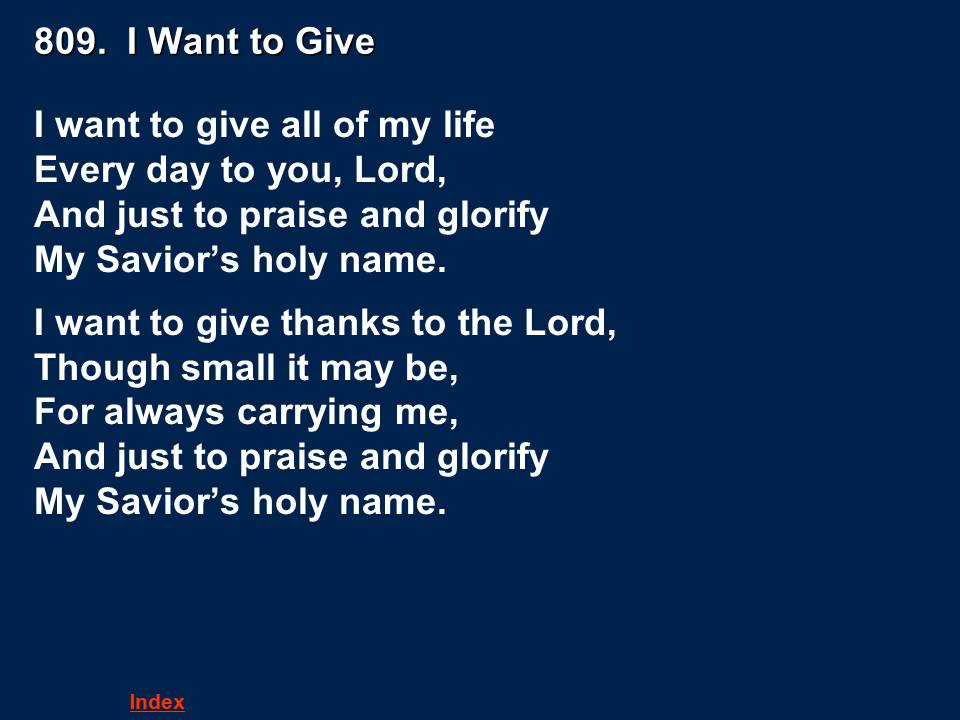 809.  I Want to Give
I want to give all of my life
Every day to you, Lord,
And just to praise and glorify
My Savior’s holy name.
I want to give thanks to the Lord,
Though small it may be,
For always carrying me,
And just to praise and glorify
My Savior’s holy name.
Index